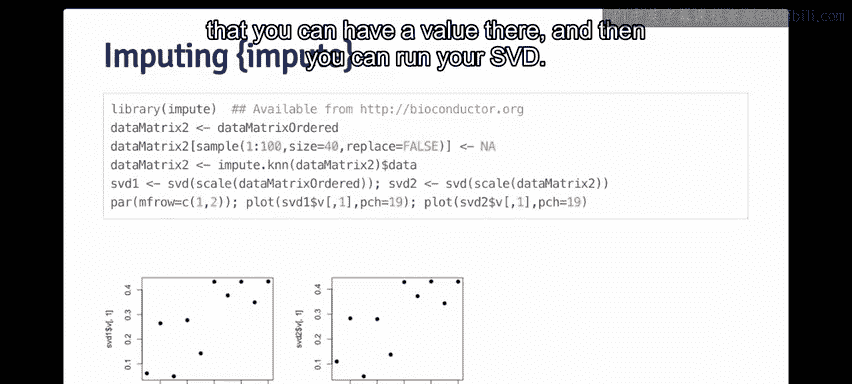 that you can have a value there, and then
you can run your SVD.
Imputing {impute}
library(impute)  ## Available from http://bioconductor.org
dataMatrix2 <- dataMatrixOrdered
dataMatrix2[sample(1:100,size=40,replace=FALSE)] <- NA
dataMatrix2 <- impute.knn(dataMatrix2)$data
svd1 <- svd(scale(dataMatrixOrdered)); svd2 <- svd(scale(dataMatrix2))
par(mfrow=c(1,2)); plot(svd1$v[,1],pch=19); plot(svd2$v[,1],pch=19)
svd1$v[, 1]
0.4
0.3
0.2
0.1
svd2$v[, 1]
0.4
0.3
0.2
0.1